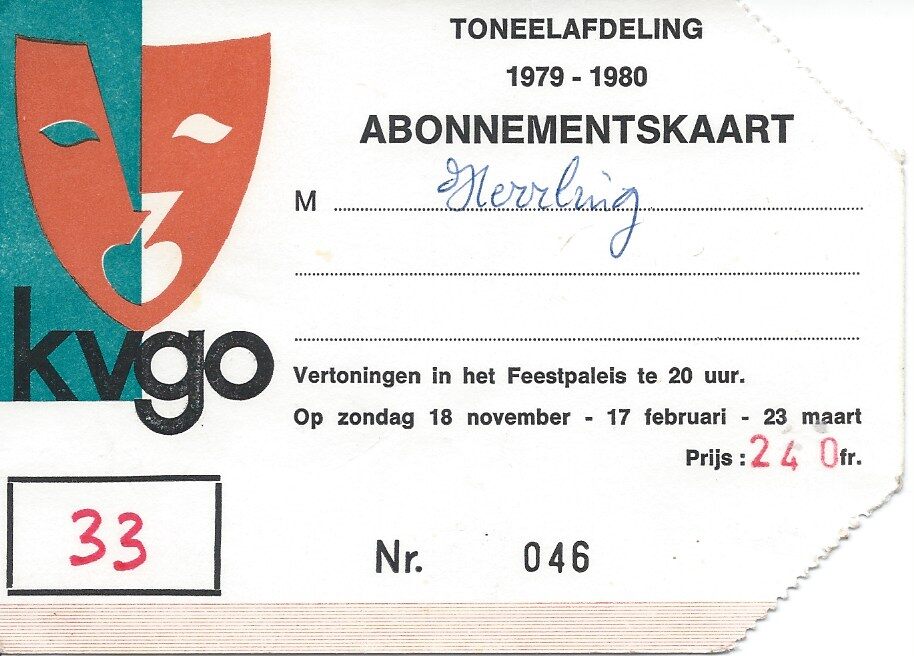 TONEELAFDELING
1979 - 1980
ABONNEMENTSKAART
M Herrling
kvgo
Vertoningen in het Feestpaleis te 20 uur.
Op zondag 18 november - 17 februari - 23 maart
Prijs : 240 fr.
33
Nr. 046